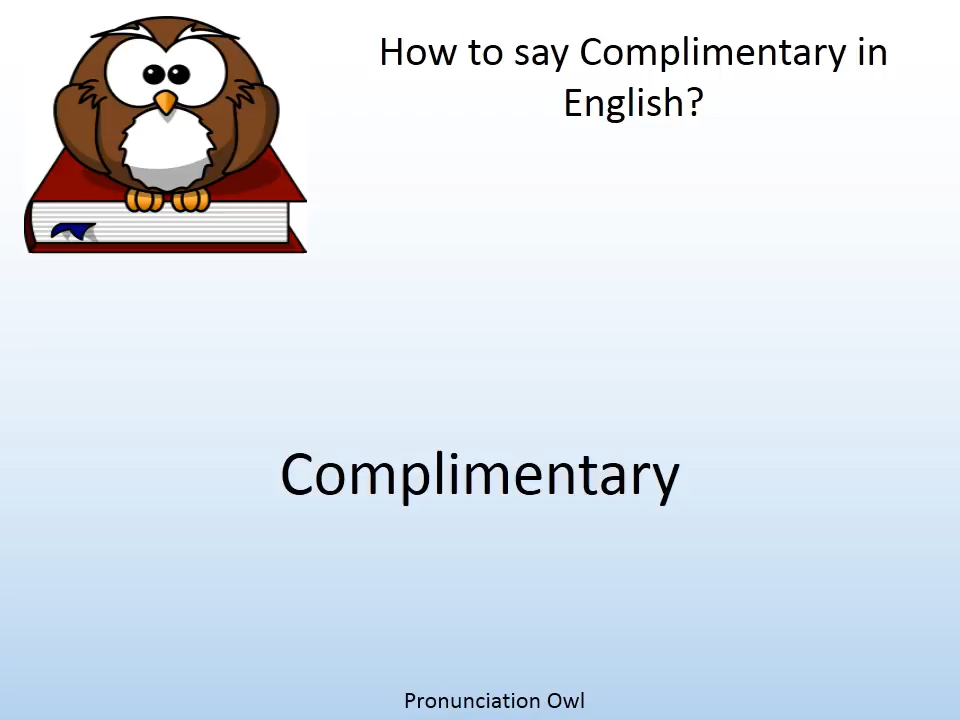 How to say Complimentary in
English?
Complimentary
Pronunciation Owl